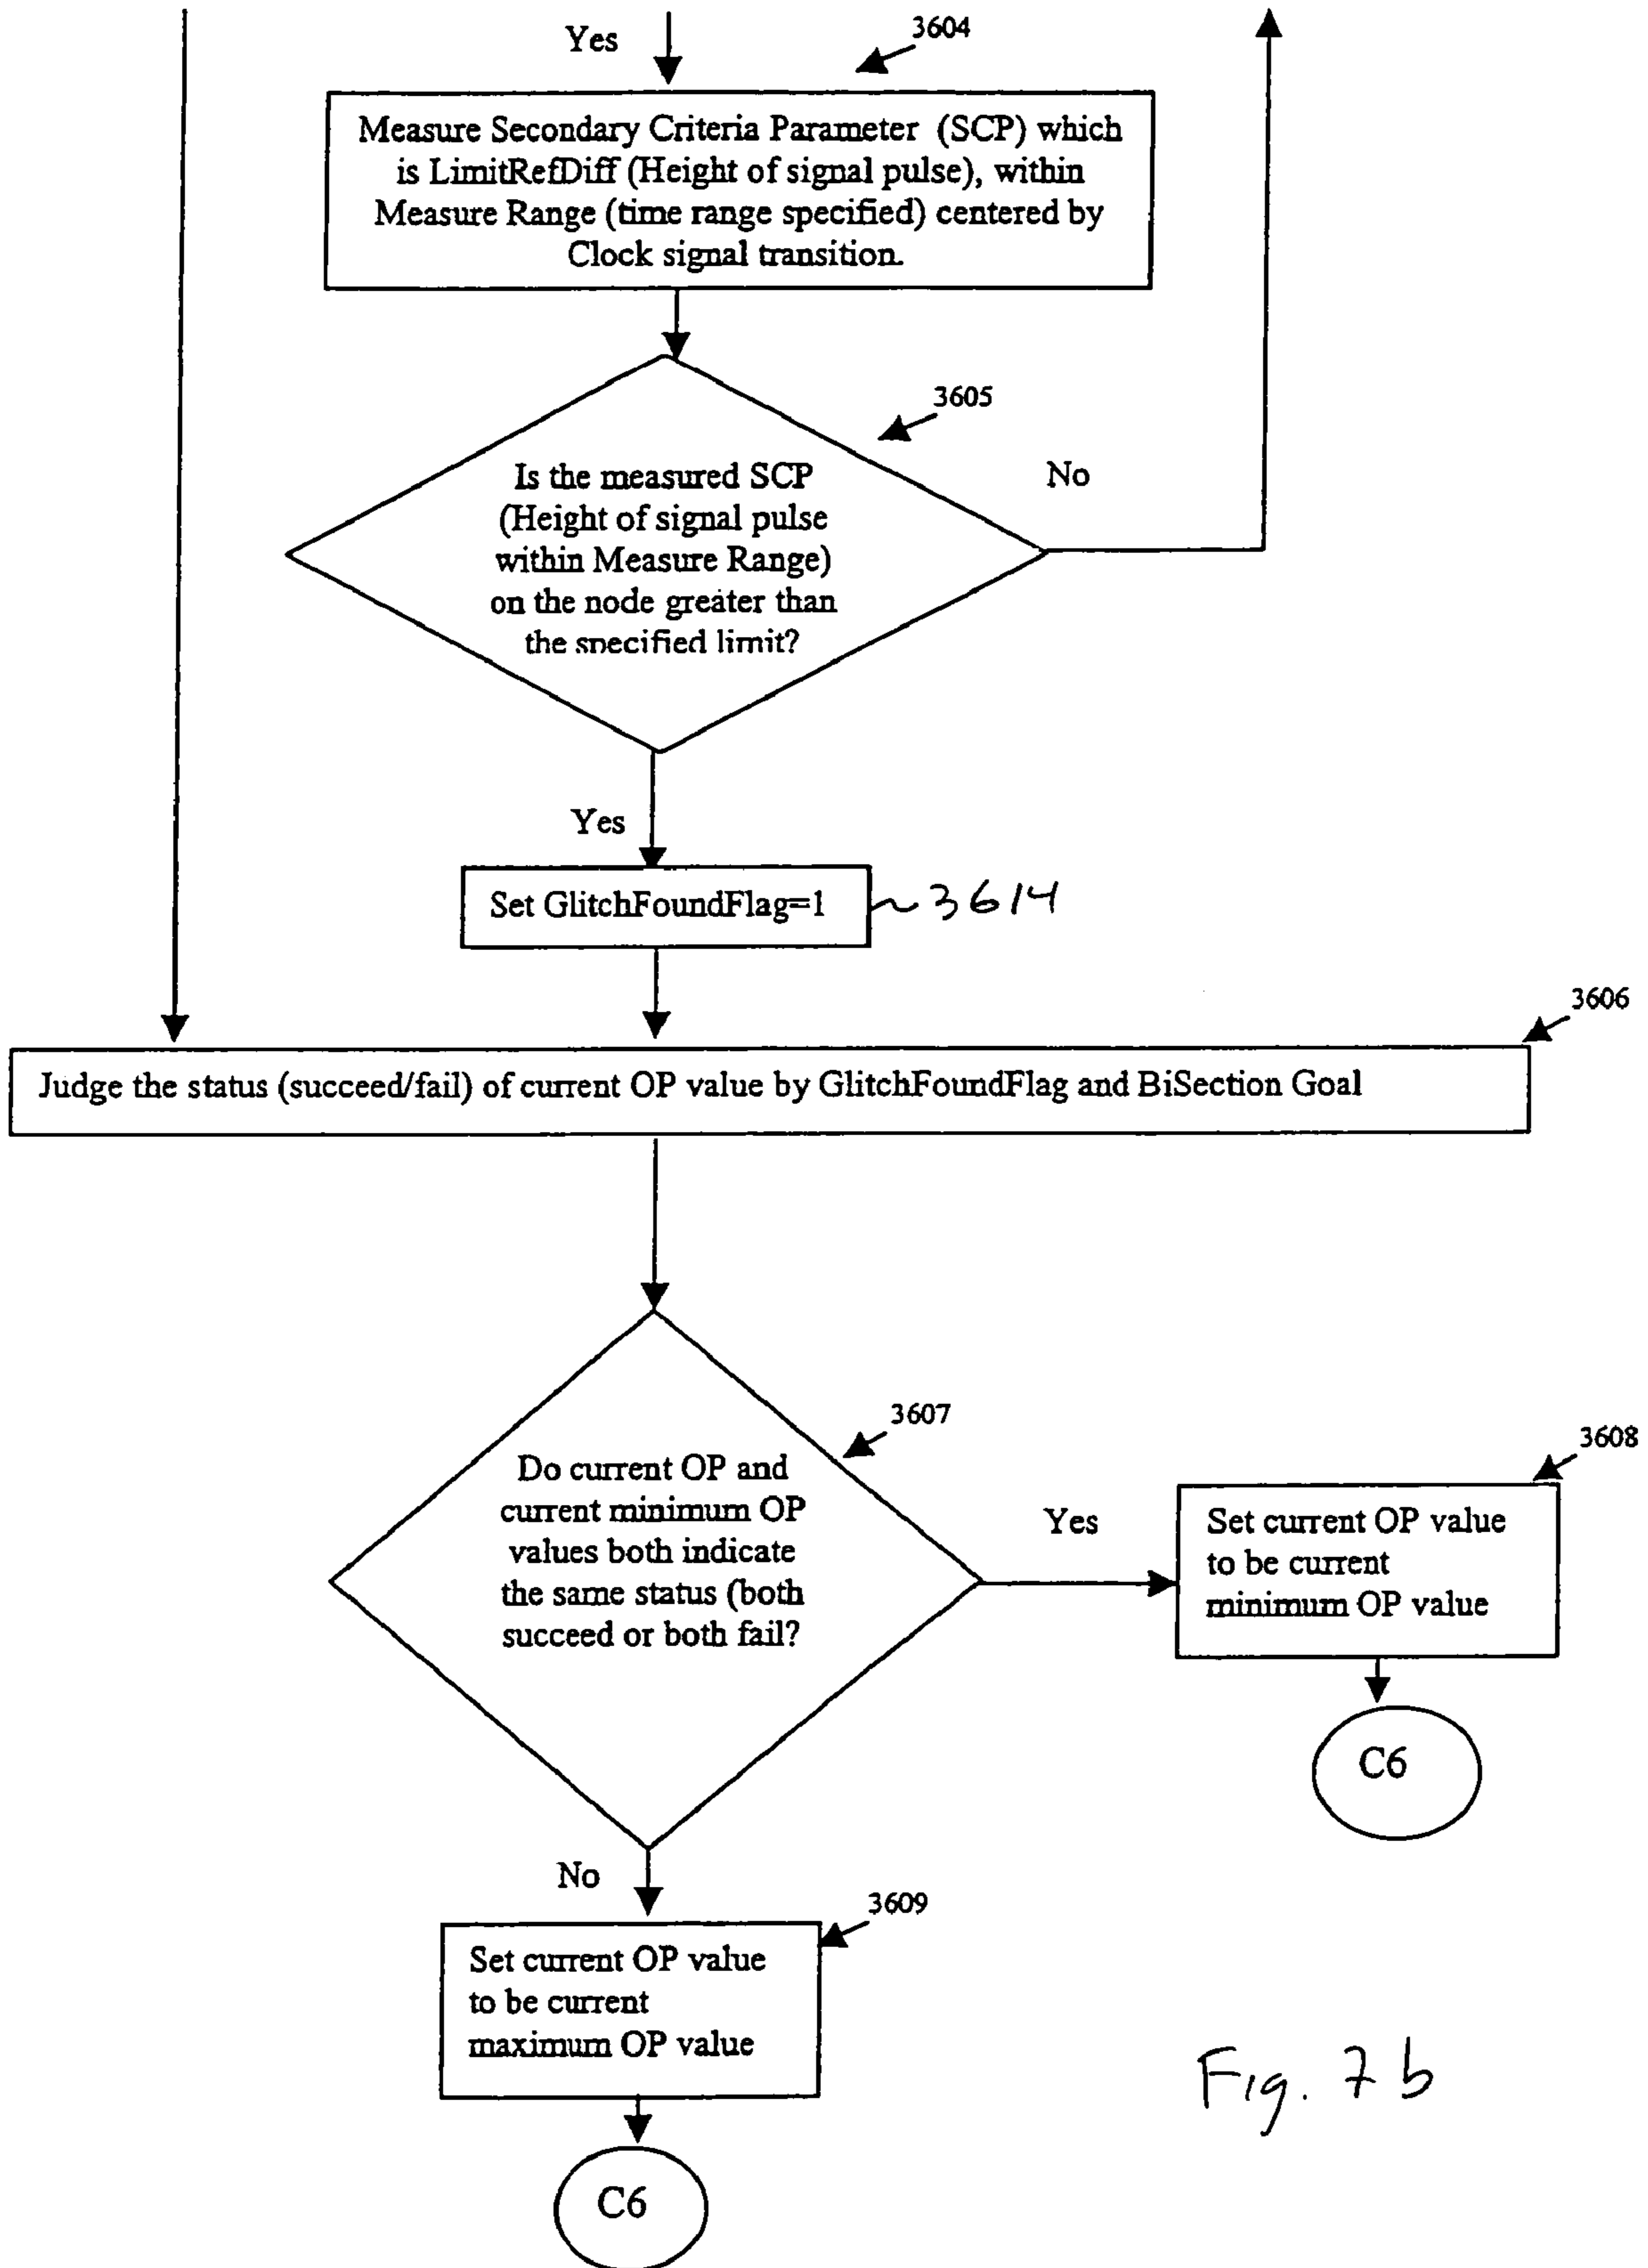 Yes
3604
Measure Secondary Criteria Parameter (SCP) which
is LimitRefDiff (Height of signal pulse), within
Measure Range (time range specified) centered by
Clock signal transition.
3605
Is the measured SCP
(Height of signal pulse
within Measure Range)
on the node greater than
the specified limit?
No
Yes
Set GlitchFoundFlag=1
3614
3606
Judge the status (succeed/fail) of current OP value by GlitchFoundFlag and BiSection Goal
3607
Do current OP and
current minimum OP
values both indicate
the same status (both
succeed or both fail?
Yes
3608
Set current OP value
to be current
minimum OP value
C6
No
3609
Set current OP value
to be current
maximum OP value
C6
Fig. 7b